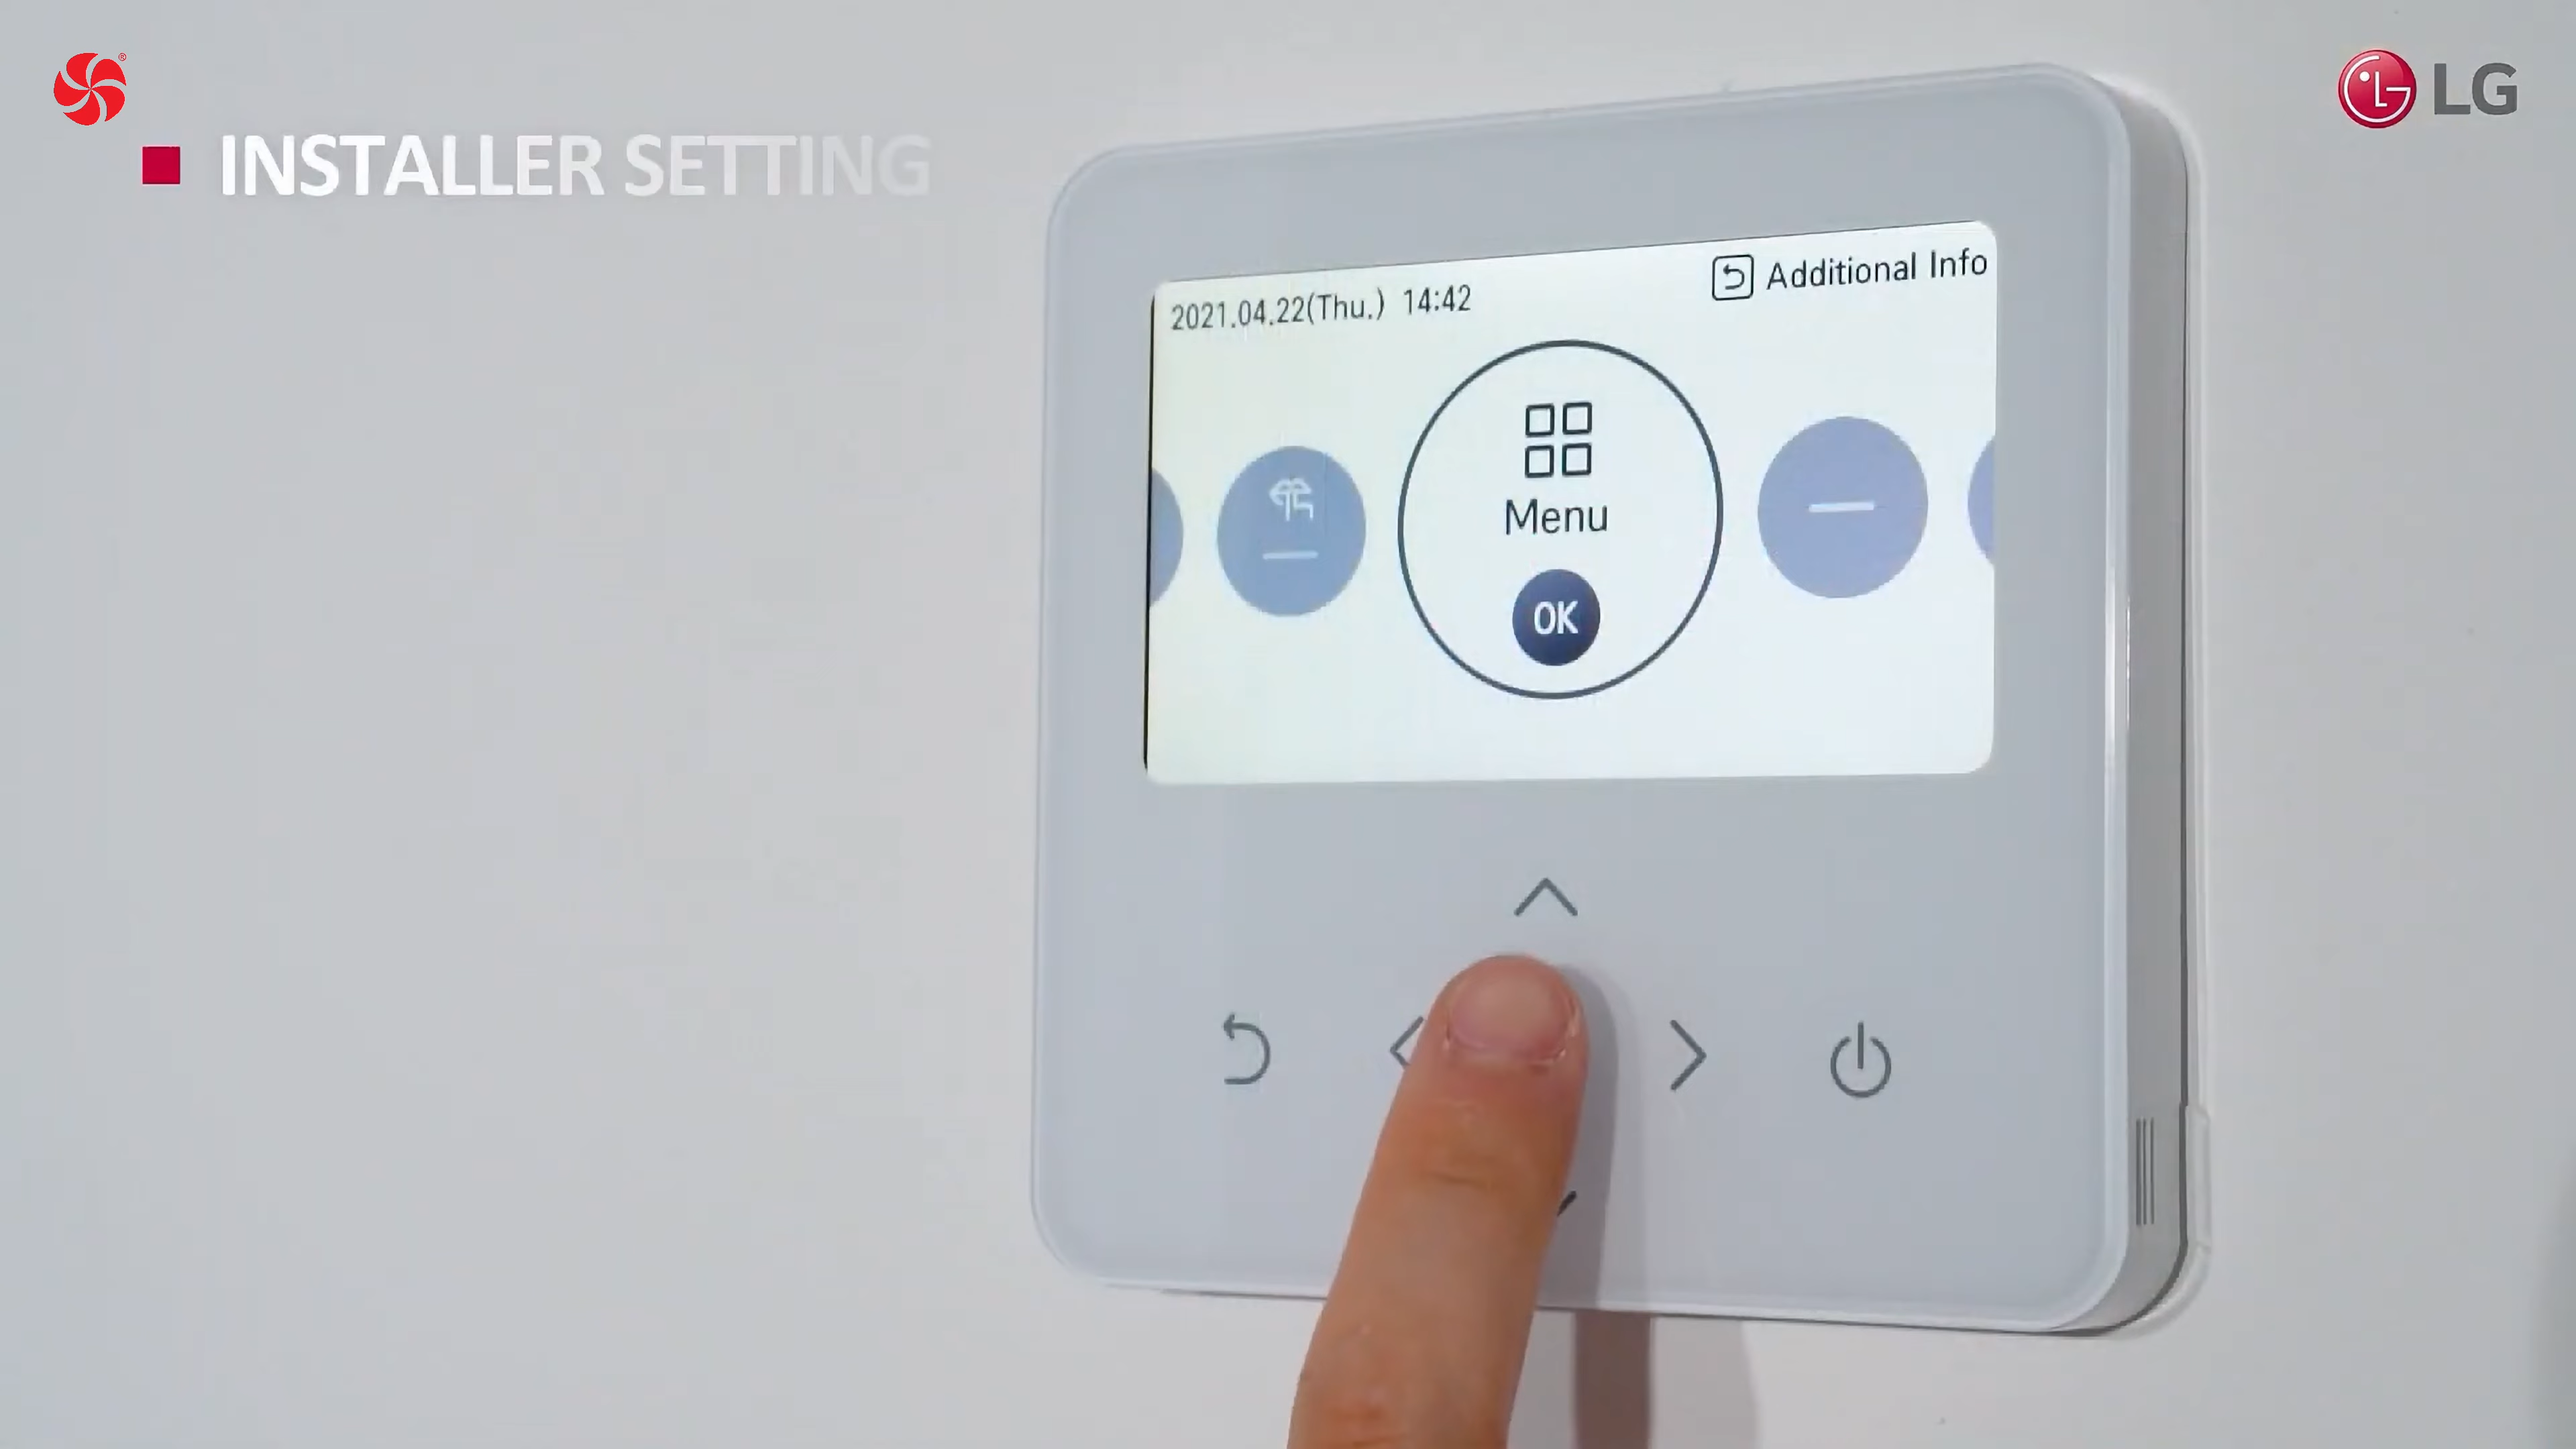 LG
INSTALLER SETTING
Additional Info
2021.04.22(Thu.) 14:42
Menu
OK